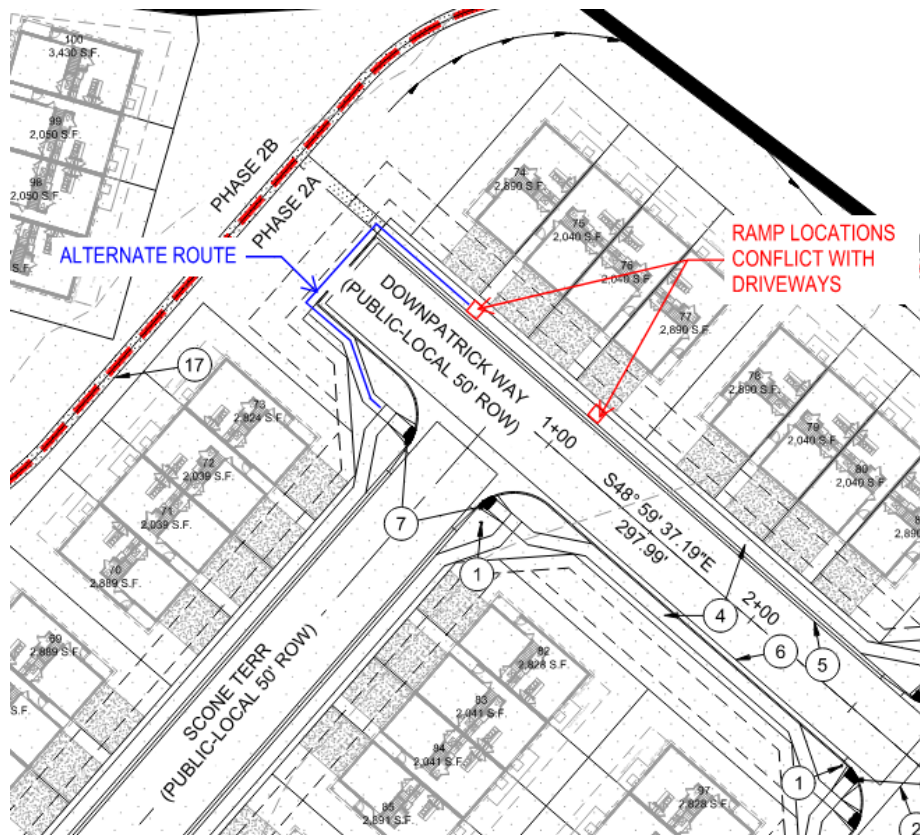 100
3,430 S.F.
99
2,050 S.F.
98
2,050 S.F.
S.F.
PHASE 2B
PHASE 2A
ALTERNATE ROUTE
74
2,890 S.F.
75
2,040 S.F.
76
2,040 S.F.
77
2,890 S.F.
RAMP LOCATIONS
CONFLICT WITH
DRIVEWAYS
DOWNPATRICK WAY
(PUBLIC-LOCAL 50' ROW)
1+00
S48° 59' 37.19"E
297.99'
2+00
78
2,890 S.F.
79
2,040 S.F.
80
2,040 S.F.
2,890
17
73
2,824 S.F.
72
2,039 S.F.
71
2,039 S.F.
70
2,889 S.F.
7
1
4
6
5
69
2,889 S.F.
S.F.
SCONE TERR
(PUBLIC-LOCAL 50' ROW)
82
2,828 S.F.
83
2,041 S.F.
84
2,041 S.F.
85
2,891 S.F.
97
2,828 S.F.
1